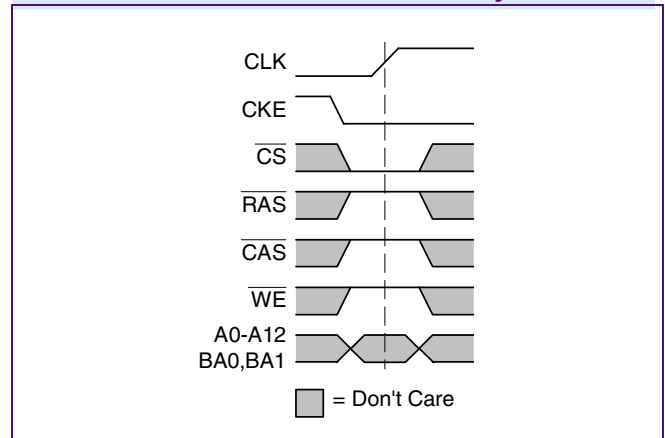 CLK
CKE
CS
RAS
CAS
WE
A0-A12
BA0,BA1
= Don't Care